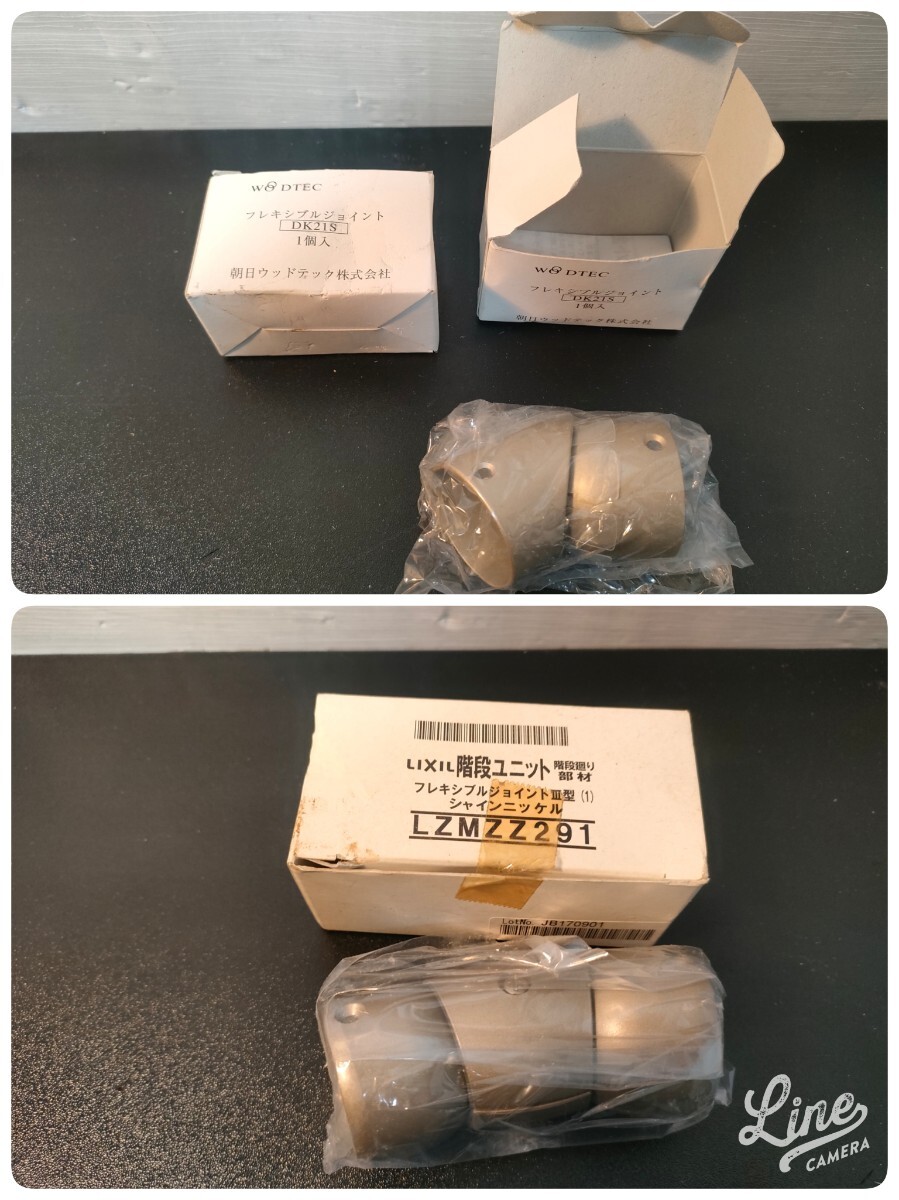 WOODTEC
フレキシブルジョイント
DK21S
1個入
朝日ウッドテック株式会社
WOODTEC
フレキシブルジョイント
DK21S
1個入
朝日ウッドテック株式会社
LIXIL階段ユニット 階段廻り部材
フレキシブルジョイントⅢ型(1)
シャインニッケル
LZMZZ291
LotNo. JB170901
Line
CAMERA